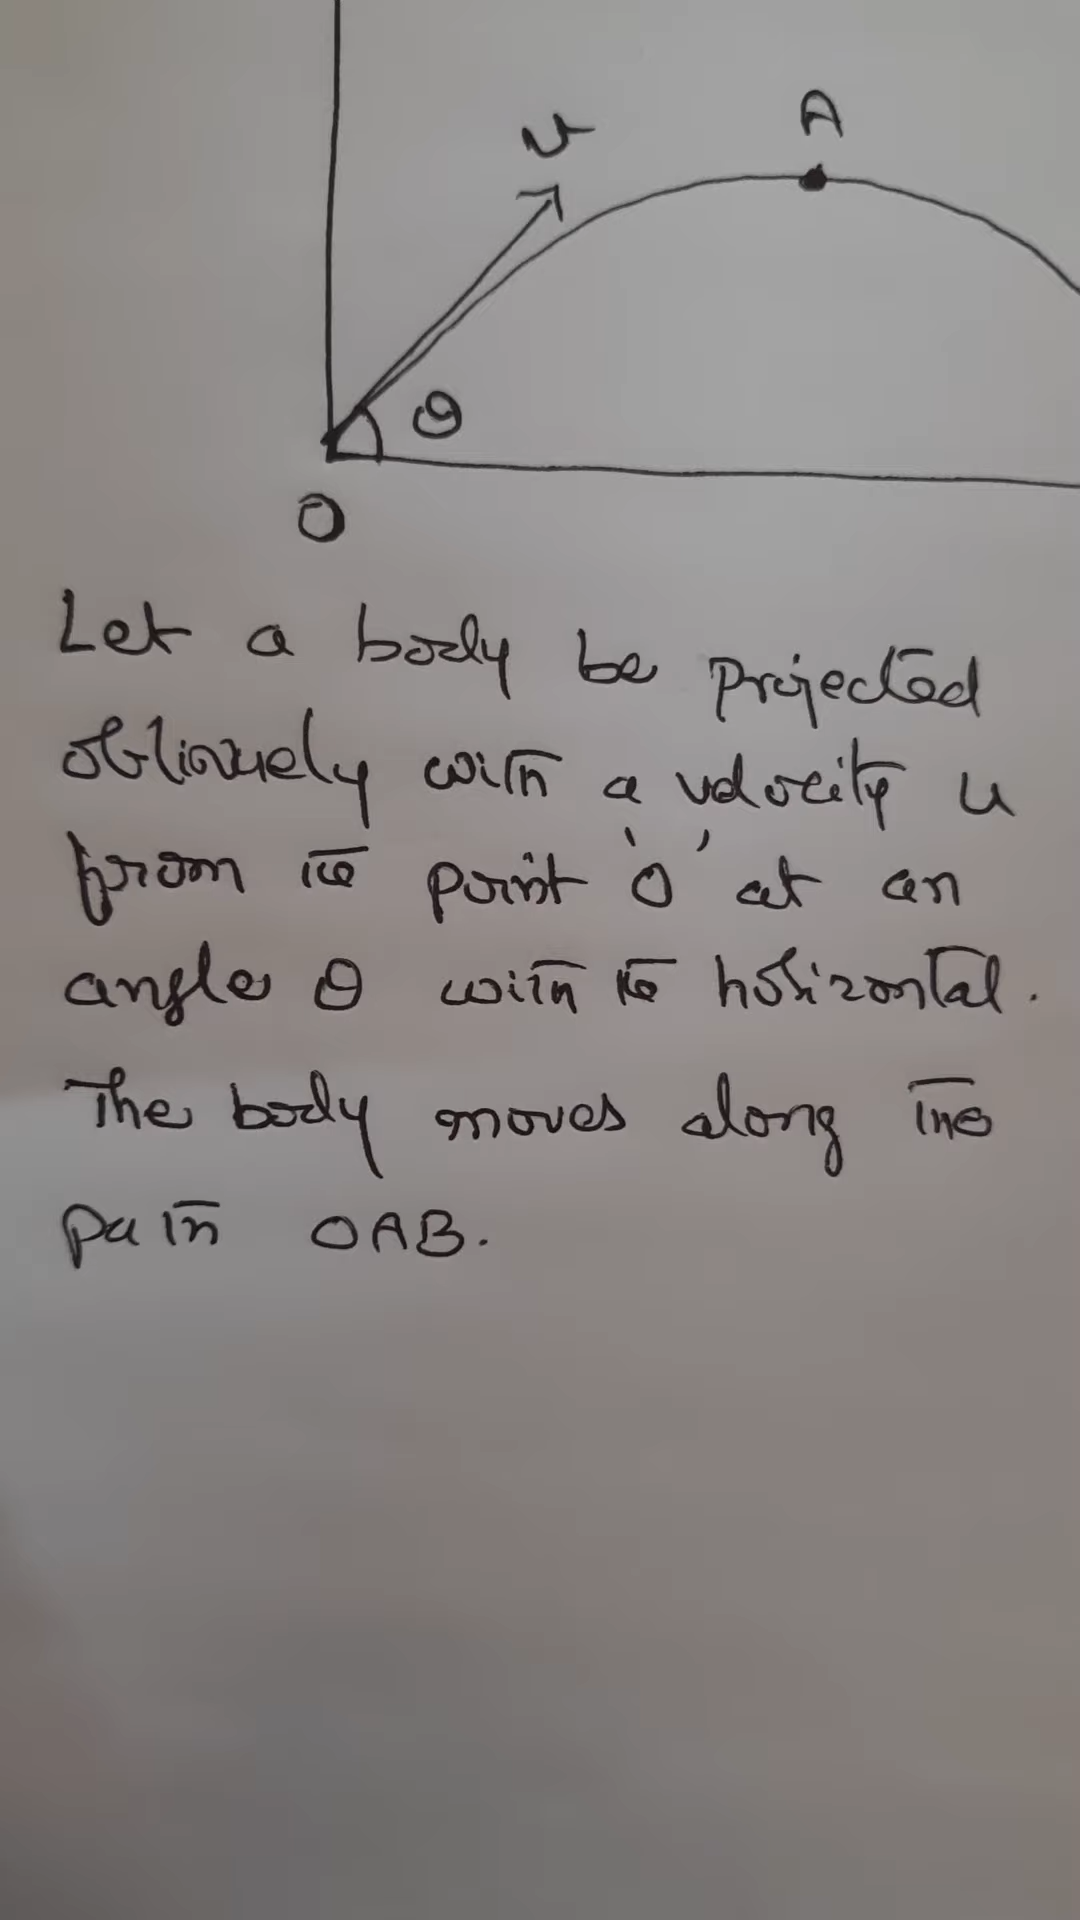 u
A
θ
O
Let a body be projected
obliquely with a velocity u
from the point 'O' at an
angle θ with the horizontal.
The body moves along the
path OAB.